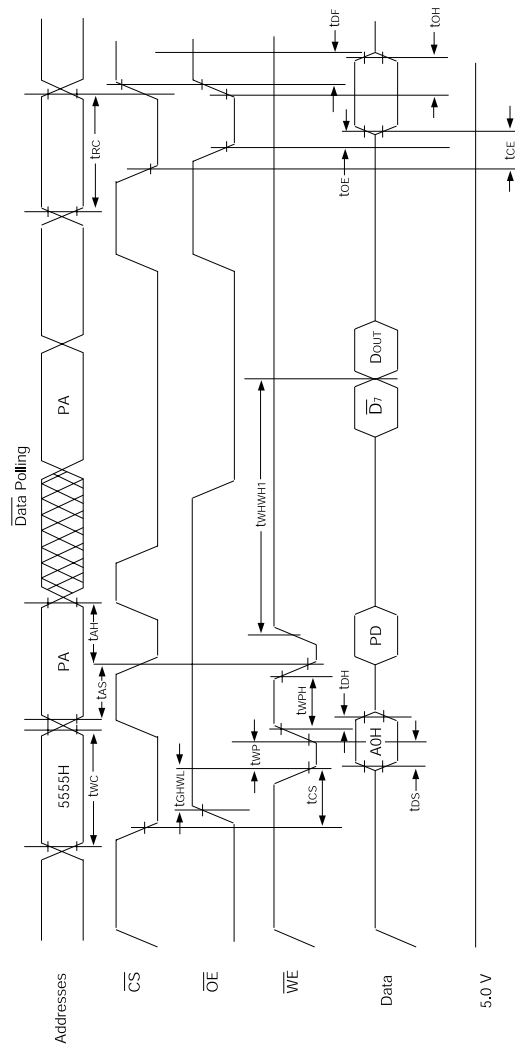 Data Polling
Addresses
5555H
PA
PA
tWC
tAS
tAH
tRC
CS
OE
tGHWL
WE
tWP
tCS
tWPH
tWHWH1
Data
A0H
PD
D7
DOUT
tDS
tDH
tOE
tDF
tOH
tCE
5.0 V